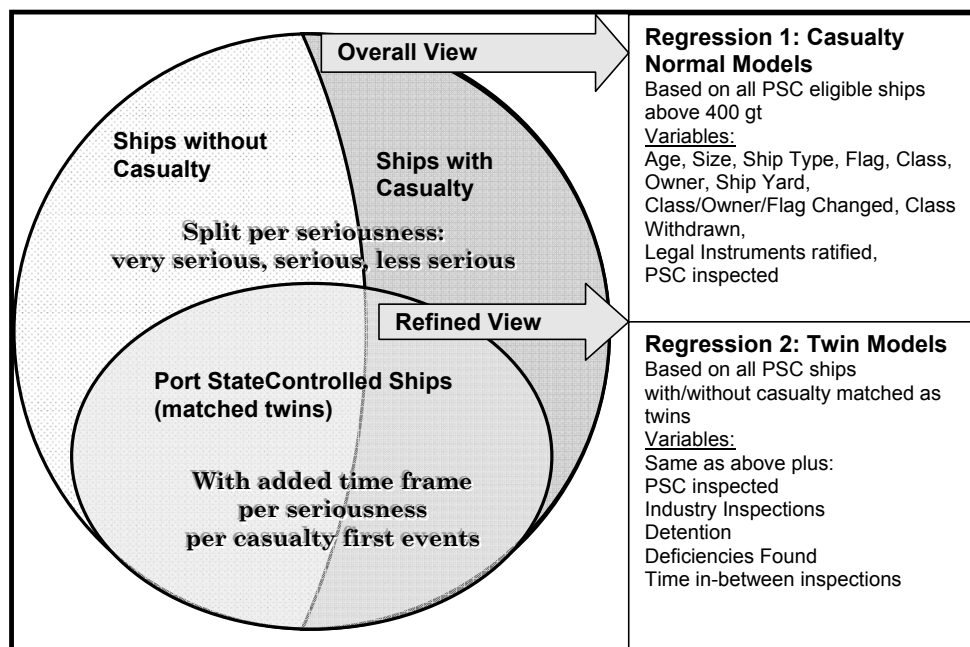 Overall View
Ships without
Casualty
Ships with
Casualty
Split per seriousness:
very serious, serious, less serious
Refined View
Port StateControlled Ships
(matched twins)
With added time frame
per seriousness
per casualty first events
Regression 1: Casualty
Normal Models
Based on all PSC eligible ships
above 400 gt
Variables:
Age, Size, Ship Type, Flag, Class,
Owner, Ship Yard,
Class/Owner/Flag Changed, Class
Withdrawn,
Legal Instruments ratified,
PSC inspected
Regression 2: Twin Models
Based on all PSC ships
with/without casualty matched as
twins
Variables:
Same as above plus:
PSC inspected
Industry Inspections
Detention
Deficiencies Found
Time in-between inspections